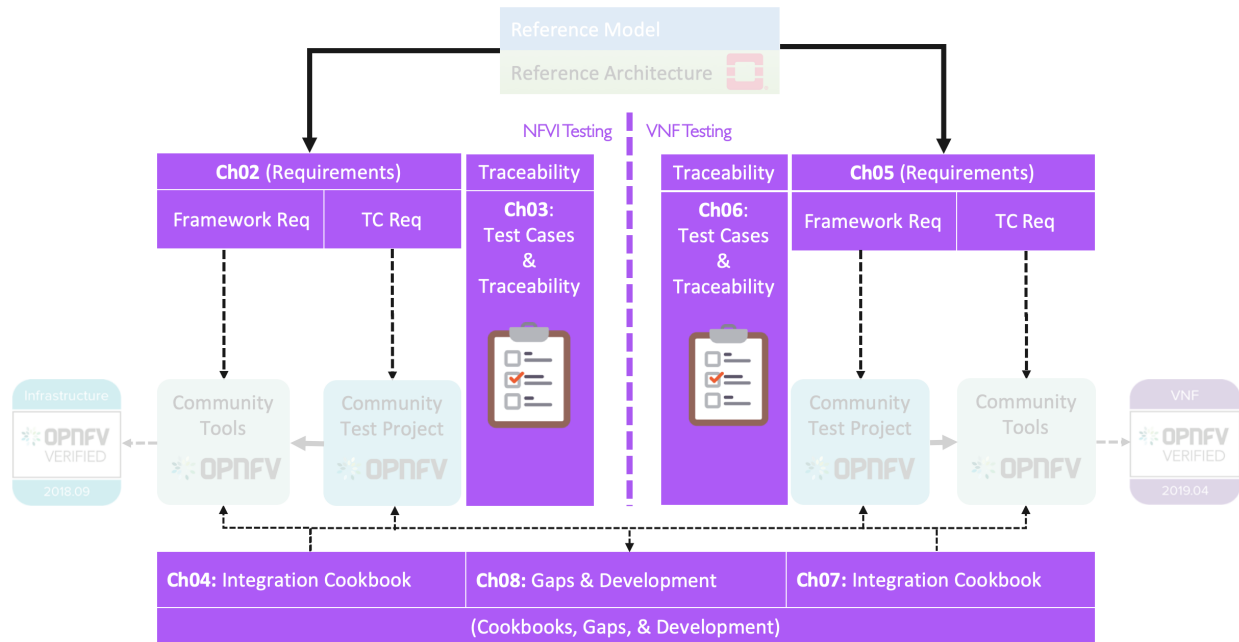 Reference Model
Reference Architecture
NFVI Testing
VNF Testing
Ch02 (Requirements)
Traceability
Traceability
Ch05 (Requirements)
Framework Req
TC Req
Ch03:
Test Cases
&
Traceability
Ch06:
Test Cases
&
Traceability
Framework Req
TC Req
Infrastructure
OPNFV
VERIFIED
2018.09
Community
Tools
OPNFV
Community
Test Project
OPNFV
Community
Test Project
OPNFV
Community
Tools
OPNFV
VNF
OPNFV
VERIFIED
2019.04
Ch04: Integration Cookbook
Ch08: Gaps & Development
Ch07: Integration Cookbook
(Cookbooks, Gaps, & Development)